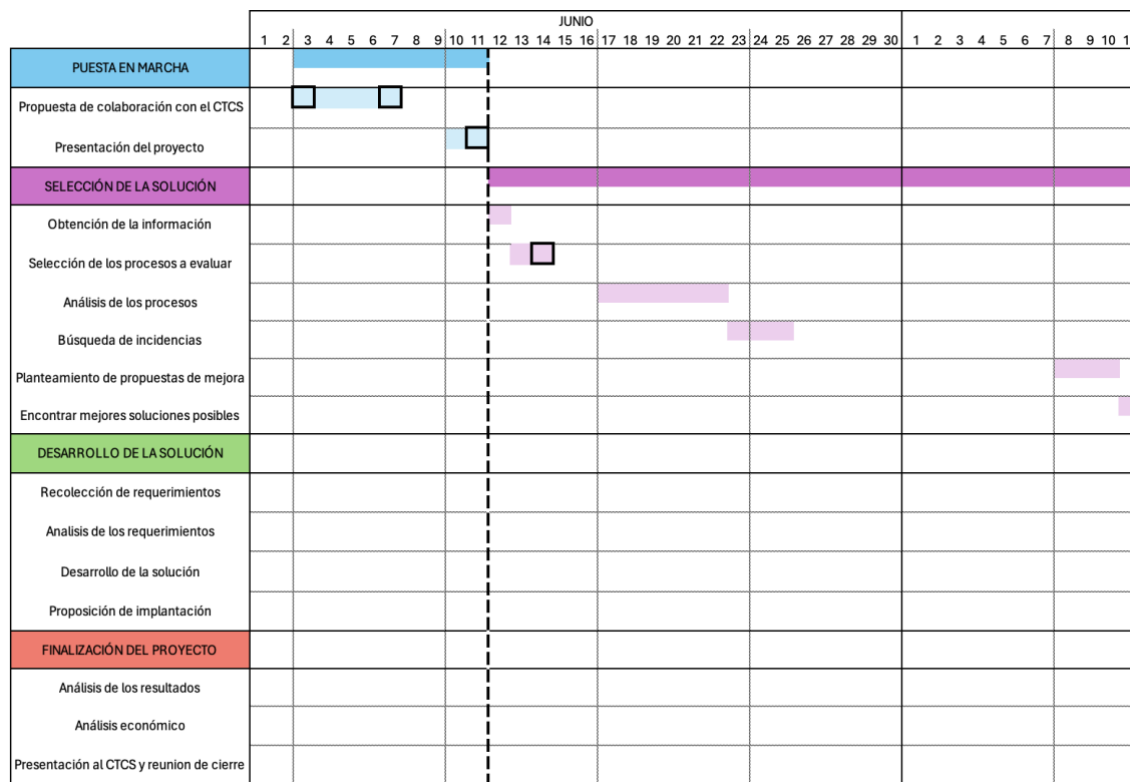 JUNIO
1 2 3 4 5 6 7 8 9 10 11 12 13 14 15 16 17 18 19 20 21 22 23 24 25 26 27 28 29 30 1 2 3 4 5 6 7 8 9 10
PUESTA EN MARCHA
Propuesta de colaboración con el CTCS
Presentación del proyecto
SELECCIÓN DE LA SOLUCIÓN
Obtención de la información
Selección de los procesos a evaluar
Análisis de los procesos
Búsqueda de incidencias
Planteamiento de propuestas de mejora
Encontrar mejores soluciones posibles
DESARROLLO DE LA SOLUCIÓN
Recolección de requerimientos
Analisis de los requerimientos
Desarrollo de la solución
Proposición de implantación
FINALIZACIÓN DEL PROYECTO
Análisis de los resultados
Análisis económico
Presentación al CTCS y reunion de cierre